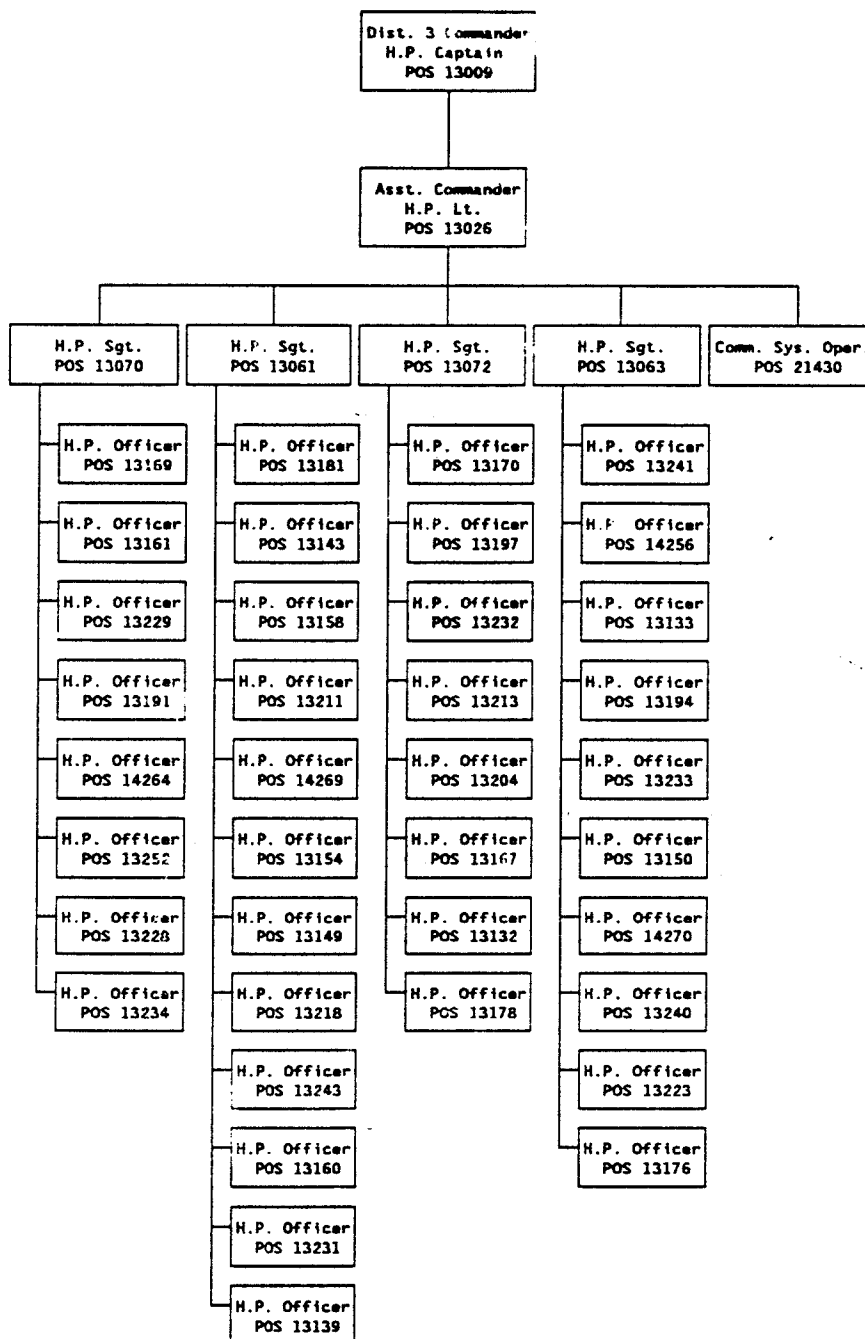 Dist. 3 Commander
H.P. Captain
POS 13009
Asst. Commander
H.P. Lt.
POS 13026
H.P. Sgt.
POS 13070
H.P. Sgt.
POS 13061
H.P. Sgt.
POS 13072
H.P. Sgt.
POS 13063
Comm. Sys. Oper.
POS 21430
H.P. Officer
POS 13169
H.P. Officer
POS 13161
H.P. Officer
POS 13229
H.P. Officer
POS 13191
H.P. Officer
POS 14264
H.P. Officer
POS 13252
H.P. Officer
POS 13228
H.P. Officer
POS 13234
H.P. Officer
POS 13181
H.P. Officer
POS 13143
H.P. Officer
POS 13158
H.P. Officer
POS 13211
H.P. Officer
POS 14269
H.P. Officer
POS 13154
H.P. Officer
POS 13149
H.P. Officer
POS 13218
H.P. Officer
POS 13243
H.P. Officer
POS 13160
H.P. Officer
POS 13231
H.P. Officer
POS 13139
H.P. Officer
POS 13170
H.P. Officer
POS 13197
H.P. Officer
POS 13232
H.P. Officer
POS 13213
H.P. Officer
POS 13204
H.P. Officer
POS 13167
H.P. Officer
POS 13132
H.P. Officer
POS 13178
H.P. Officer
POS 13241
H.P. Officer
POS 14256
H.P. Officer
POS 13133
H.P. Officer
POS 13194
H.P. Officer
POS 13233
H.P. Officer
POS 13150
H.P. Officer
POS 14270
H.P. Officer
POS 13240
H.P. Officer
POS 13223
H.P. Officer
POS 13176